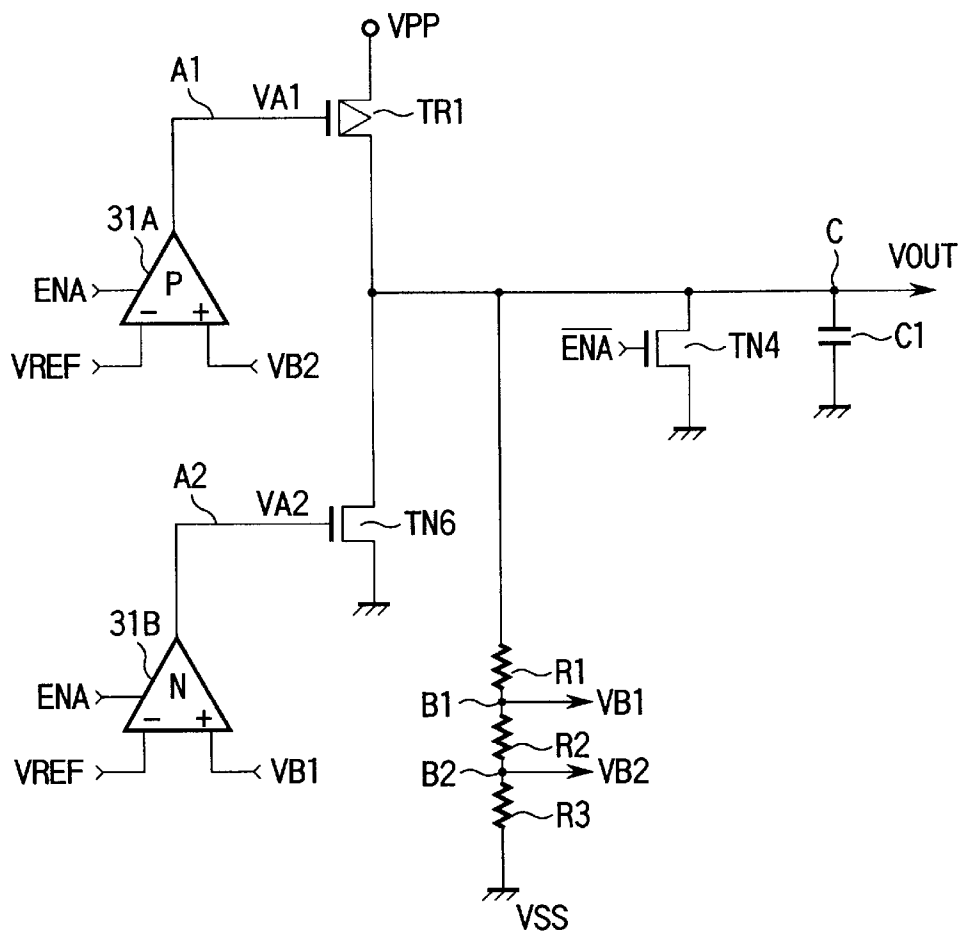 VPP
A1
VA1
TR1
31A
P
ENA
− +
VREF
VB2
C
VOUT
E̅N̅A̅
TN4
C1
A2
VA2
TN6
31B
N
ENA
− +
VREF
VB1
R1
B1
VB1
R2
B2
VB2
R3
VSS